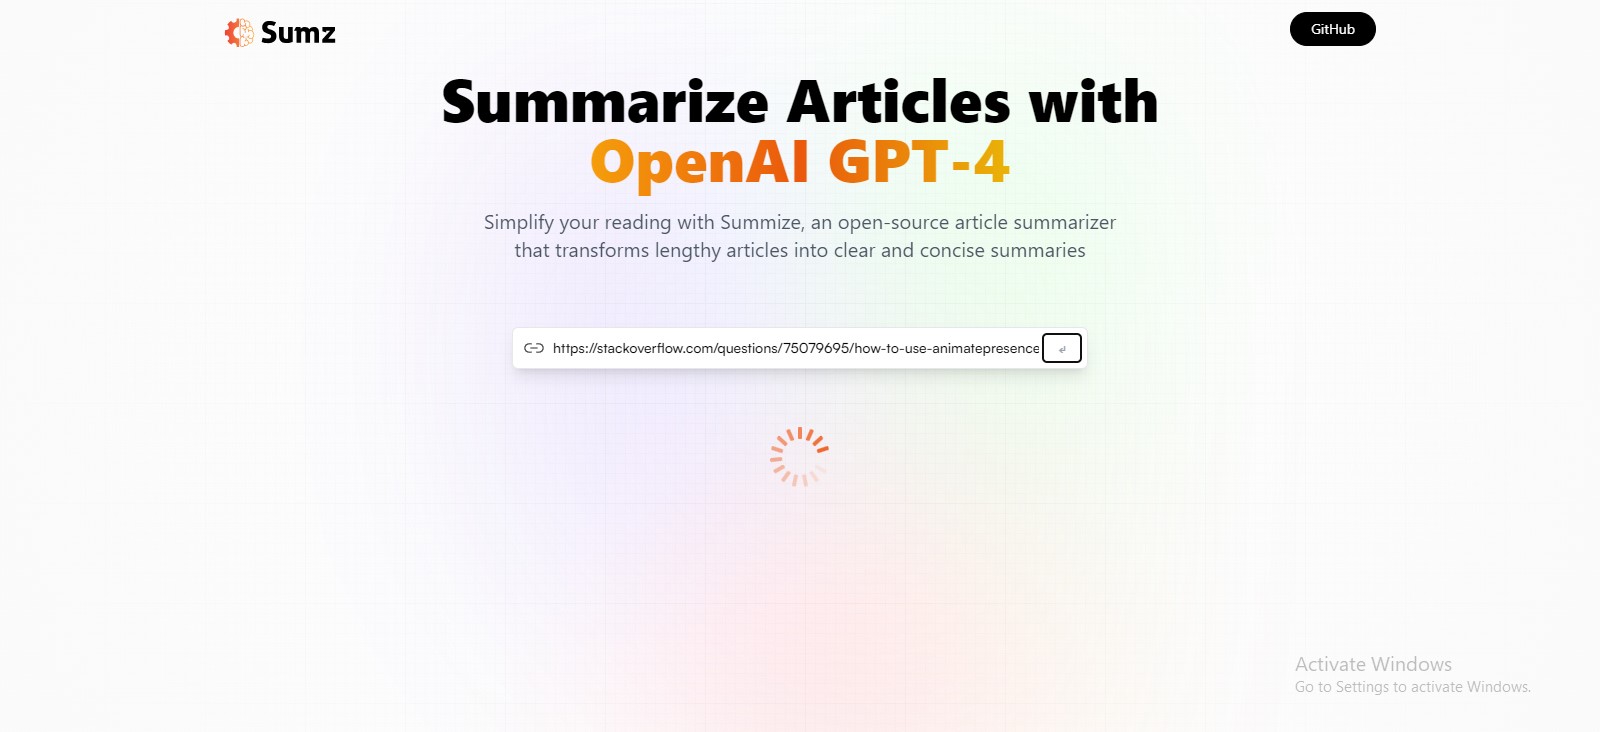 Sumz
GitHub
Summarize Articles with
OpenAI GPT-4
Simplify your reading with Summize, an open-source article summarizer
that transforms lengthy articles into clear and concise summaries
https://stackoverflow.com/questions/75079695/how-to-use-animatepresence
↵
Activate Windows
Go to Settings to activate Windows.